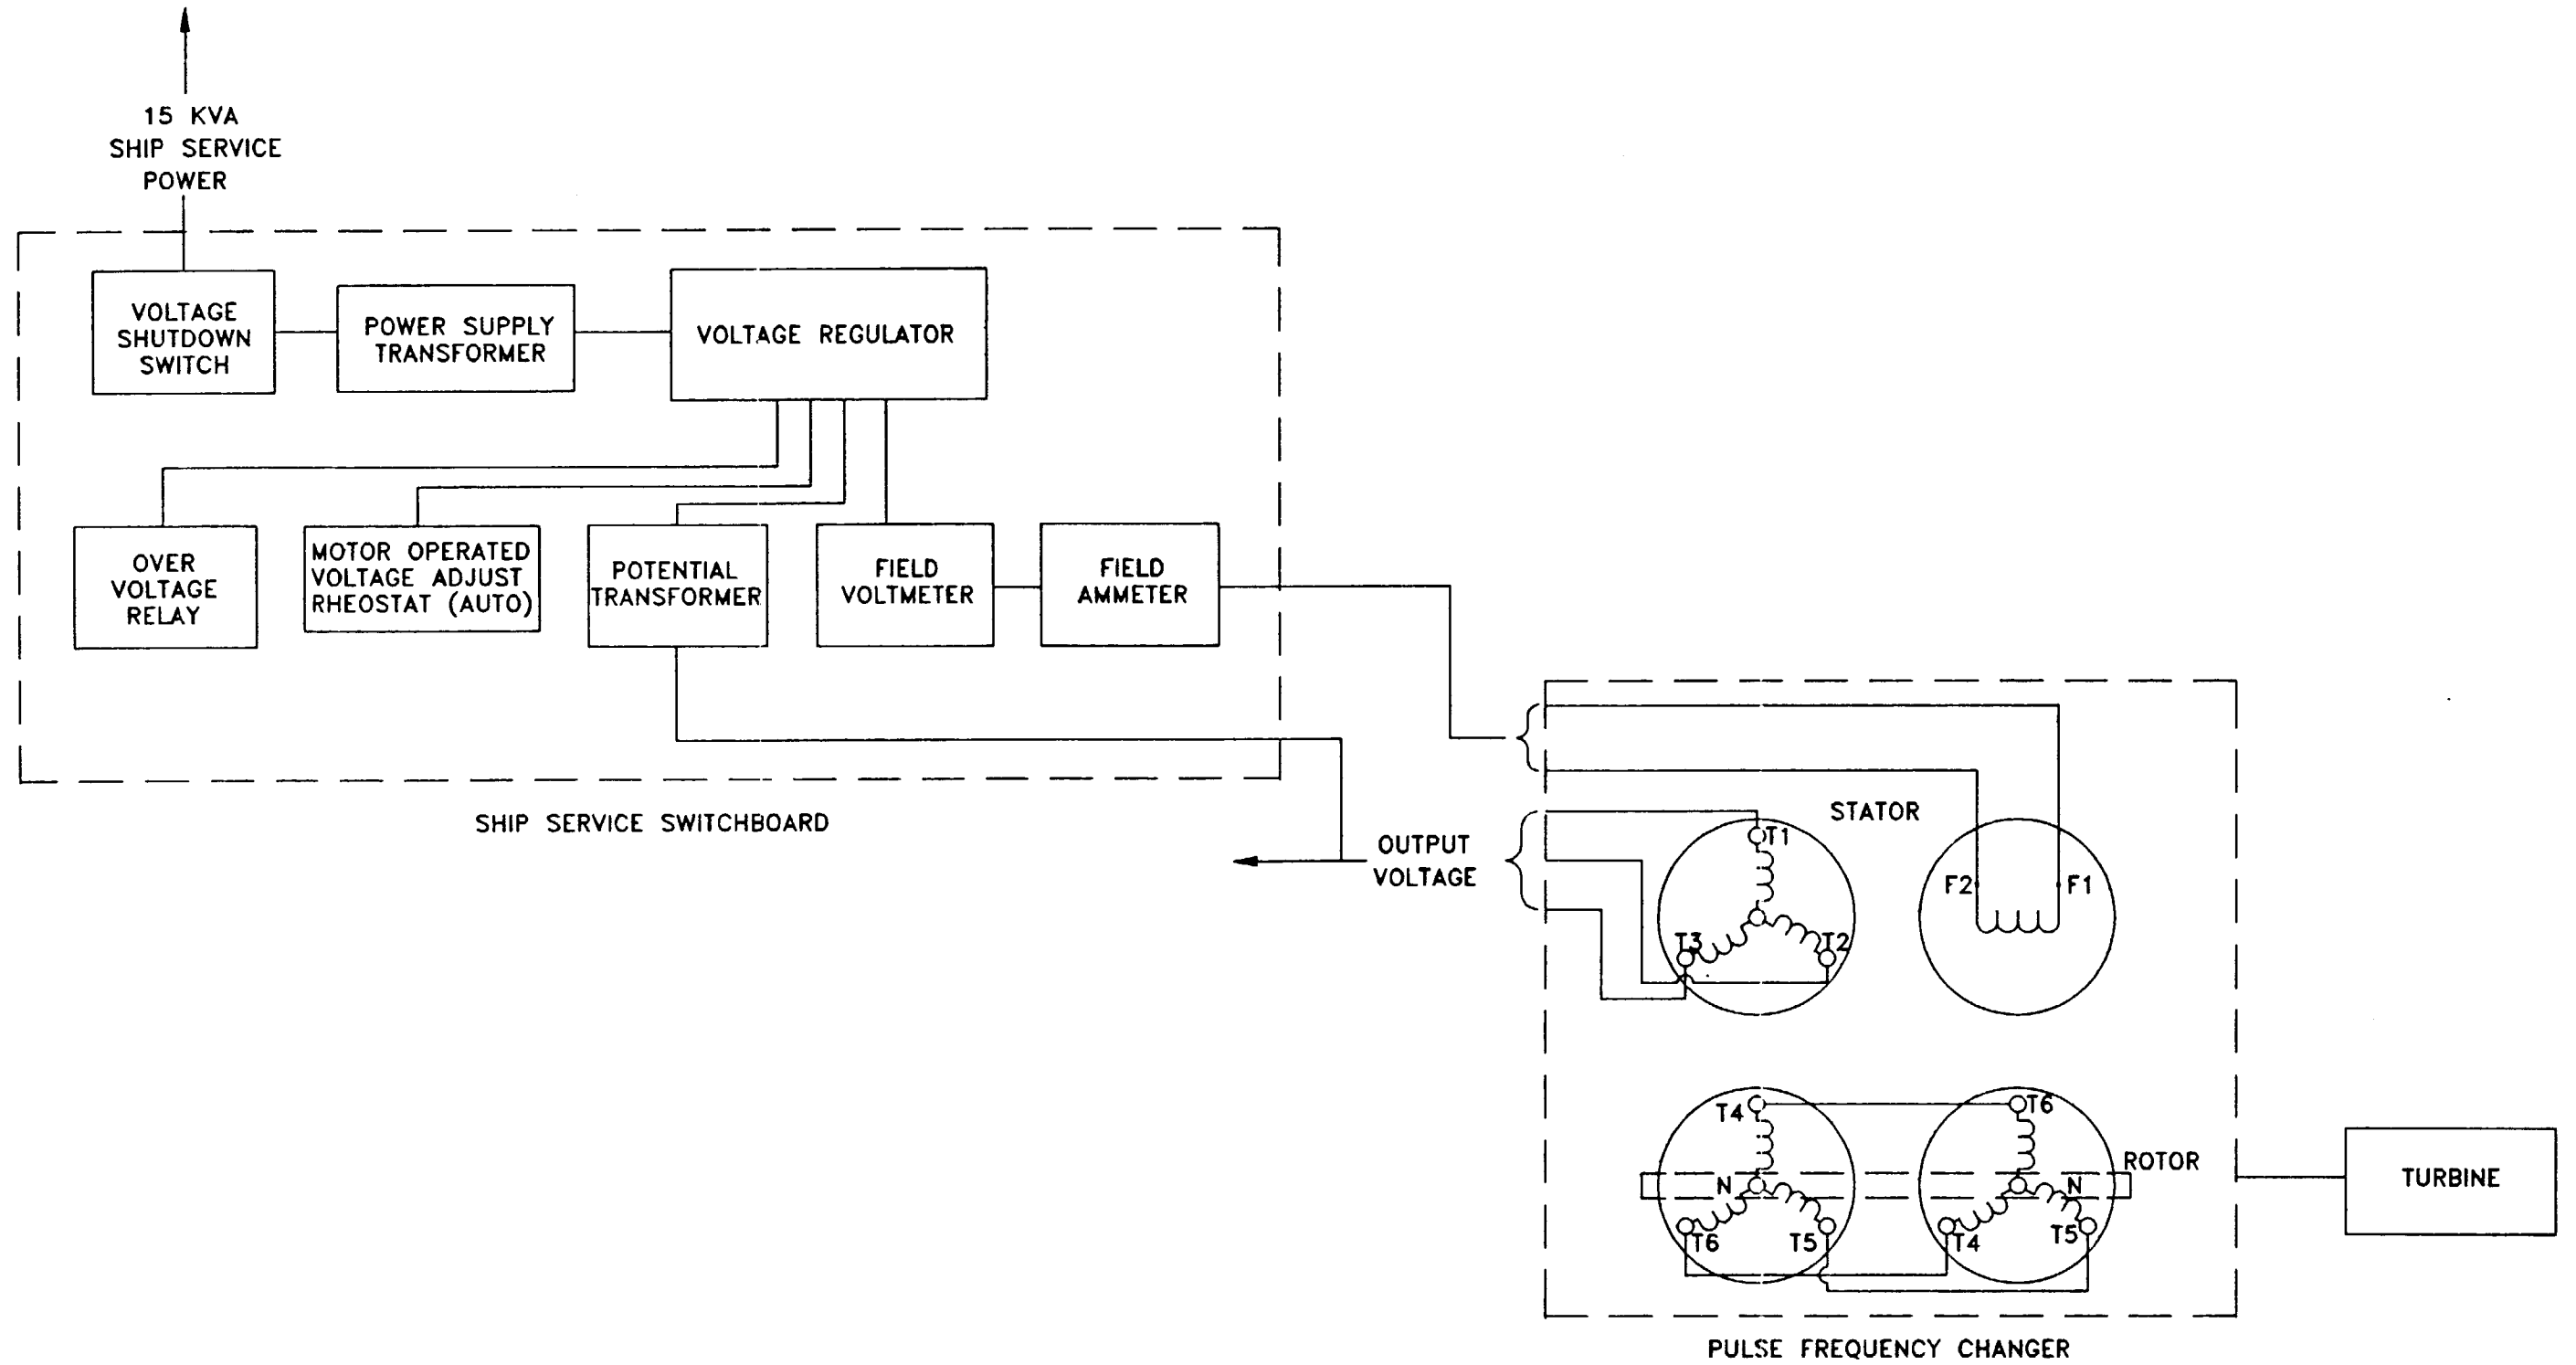 15 KVA
SHIP SERVICE
POWER
VOLTAGE
SHUTDOWN
SWITCH
POWER SUPPLY
TRANSFORMER
VOLTAGE REGULATOR
OVER
VOLTAGE
RELAY
MOTOR OPERATED
VOLTAGE ADJUST
RHEOSTAT (AUTO)
POTENTIAL
TRANSFORMER
FIELD
VOLTMETER
FIELD
AMMETER
SHIP SERVICE SWITCHBOARD
OUTPUT
VOLTAGE
STATOR
T1
T3
T2
F2
F1
T4
T6
N
N
ROTOR
T6
T5
T4
T5
TURBINE
PULSE FREQUENCY CHANGER